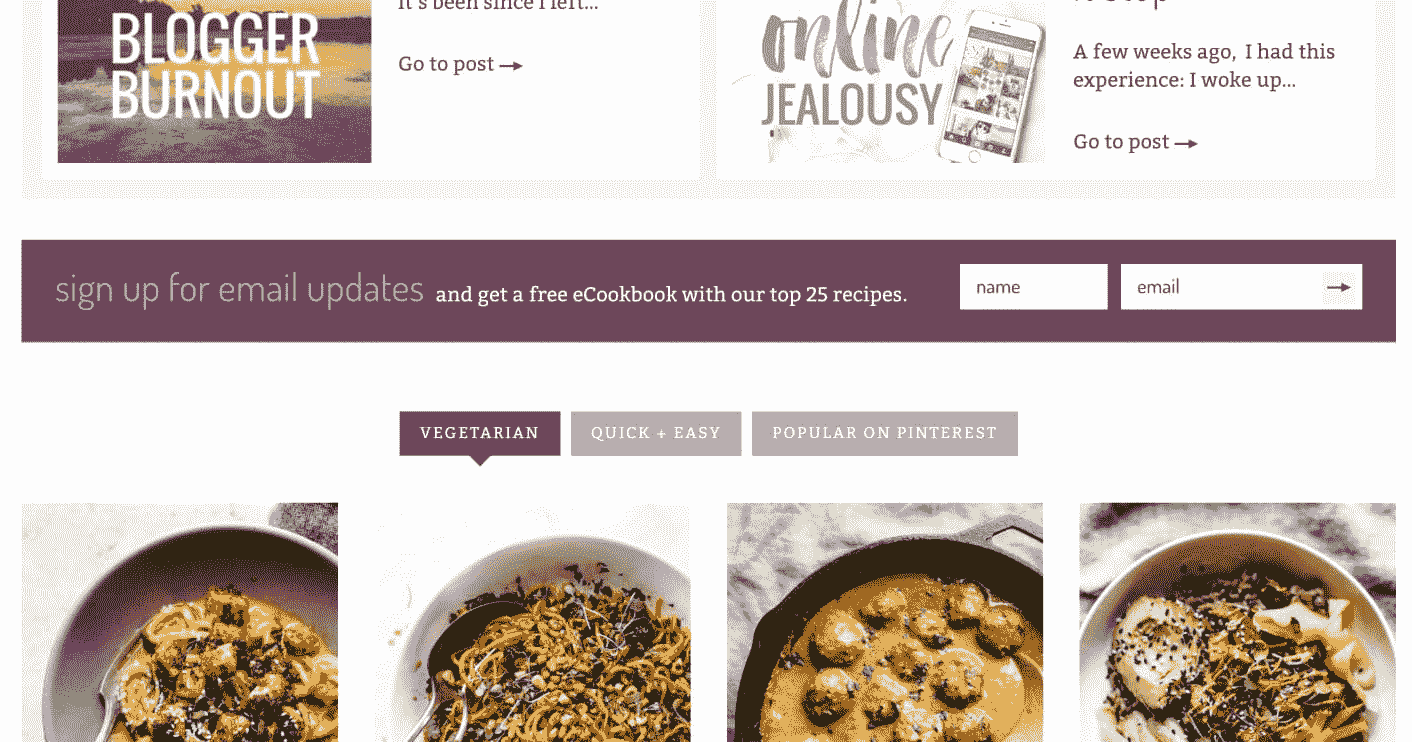 it's been since I left...
BLOGGER
BURNOUT
Go to post
online
JEALOUSY
A few weeks ago, I had this
experience: I woke up...
Go to post
sign up for email updates and get a free eCookbook with our top 25 recipes.
name
email
VEGETARIAN
QUICK + EASY
POPULAR ON PINTEREST